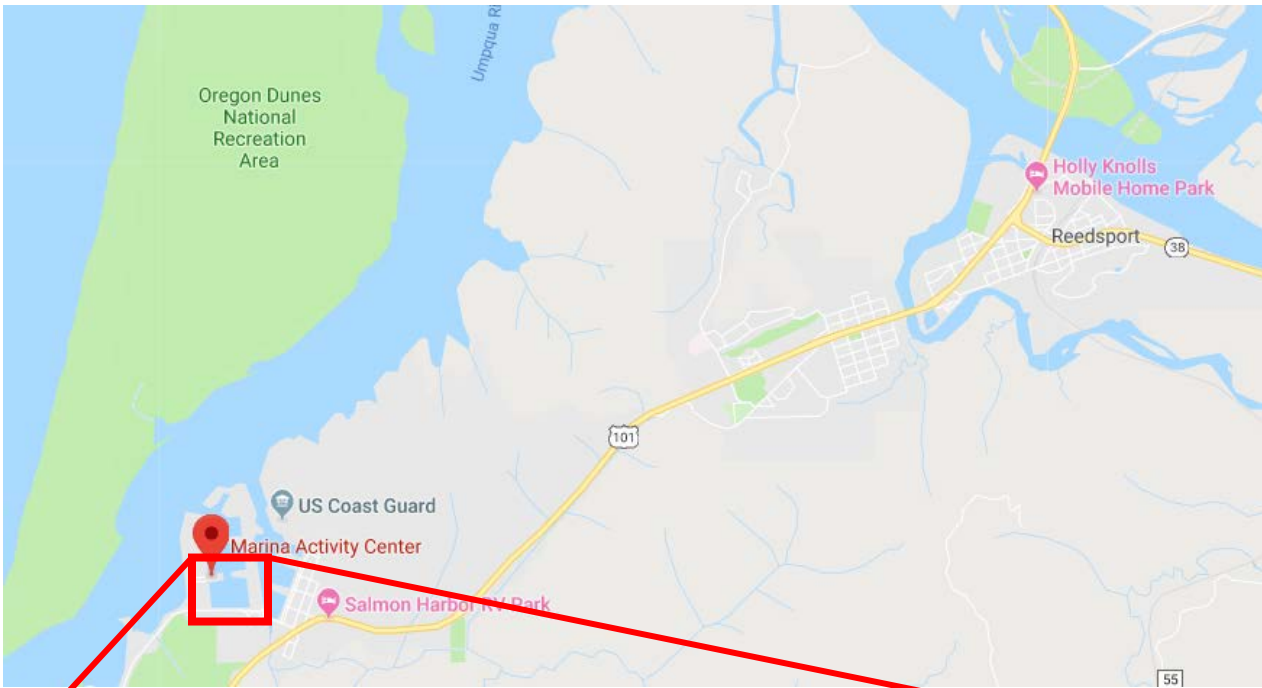 Umpqua
Oregon Dunes
National
Recreation
Area
Holly Knolls
Mobile Home Park
Reedsport
38
101
US Coast Guard
Marina Activity Center
Salmon Harbor RV Park
55